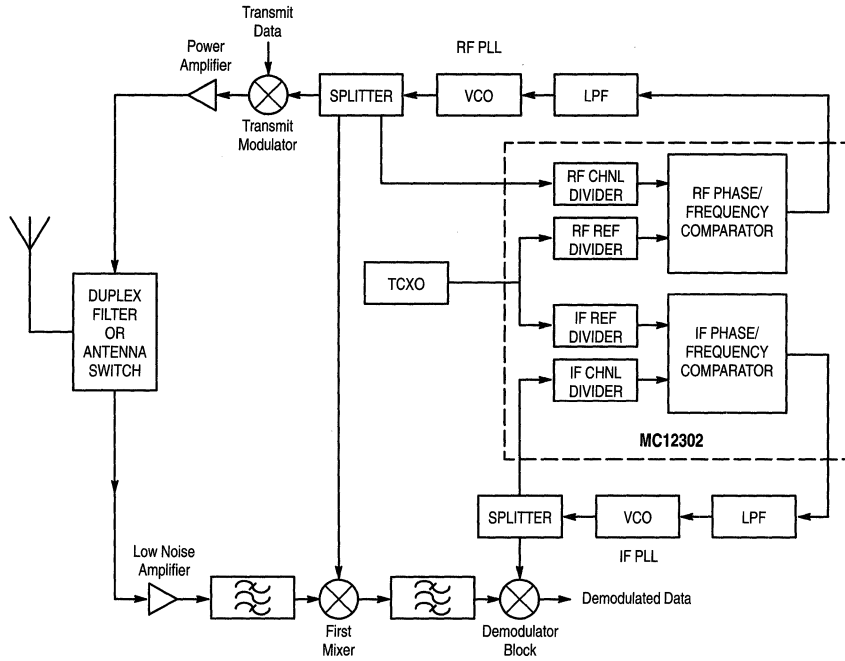 Transmit
Data
RF PLL
Power
Amplifier
SPLITTER
VCO
LPF
Transmit
Modulator
RF CHNL
DIVIDER
RF PHASE/
FREQUENCY
COMPARATOR
RF REF
DIVIDER
TCXO
DUPLEX
FILTER
OR
ANTENNA
SWITCH
IF REF
DIVIDER
IF PHASE/
FREQUENCY
COMPARATOR
IF CHNL
DIVIDER
MC12302
SPLITTER
VCO
LPF
IF PLL
Low Noise
Amplifier
Demodulated Data
First
Mixer
Demodulator
Block